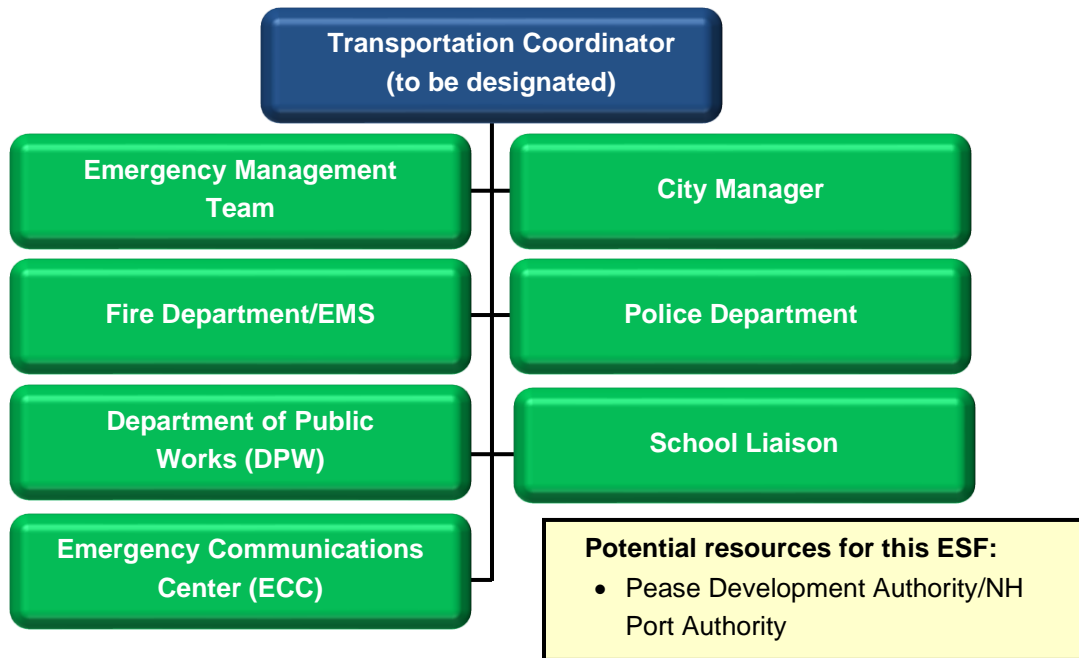 Transportation Coordinator
(to be designated)
Emergency Management
Team
City Manager
Fire Department/EMS
Police Department
Department of Public
Works (DPW)
School Liaison
Emergency Communications
Center (ECC)
Potential resources for this ESF:
• Pease Development Authority/NH
Port Authority